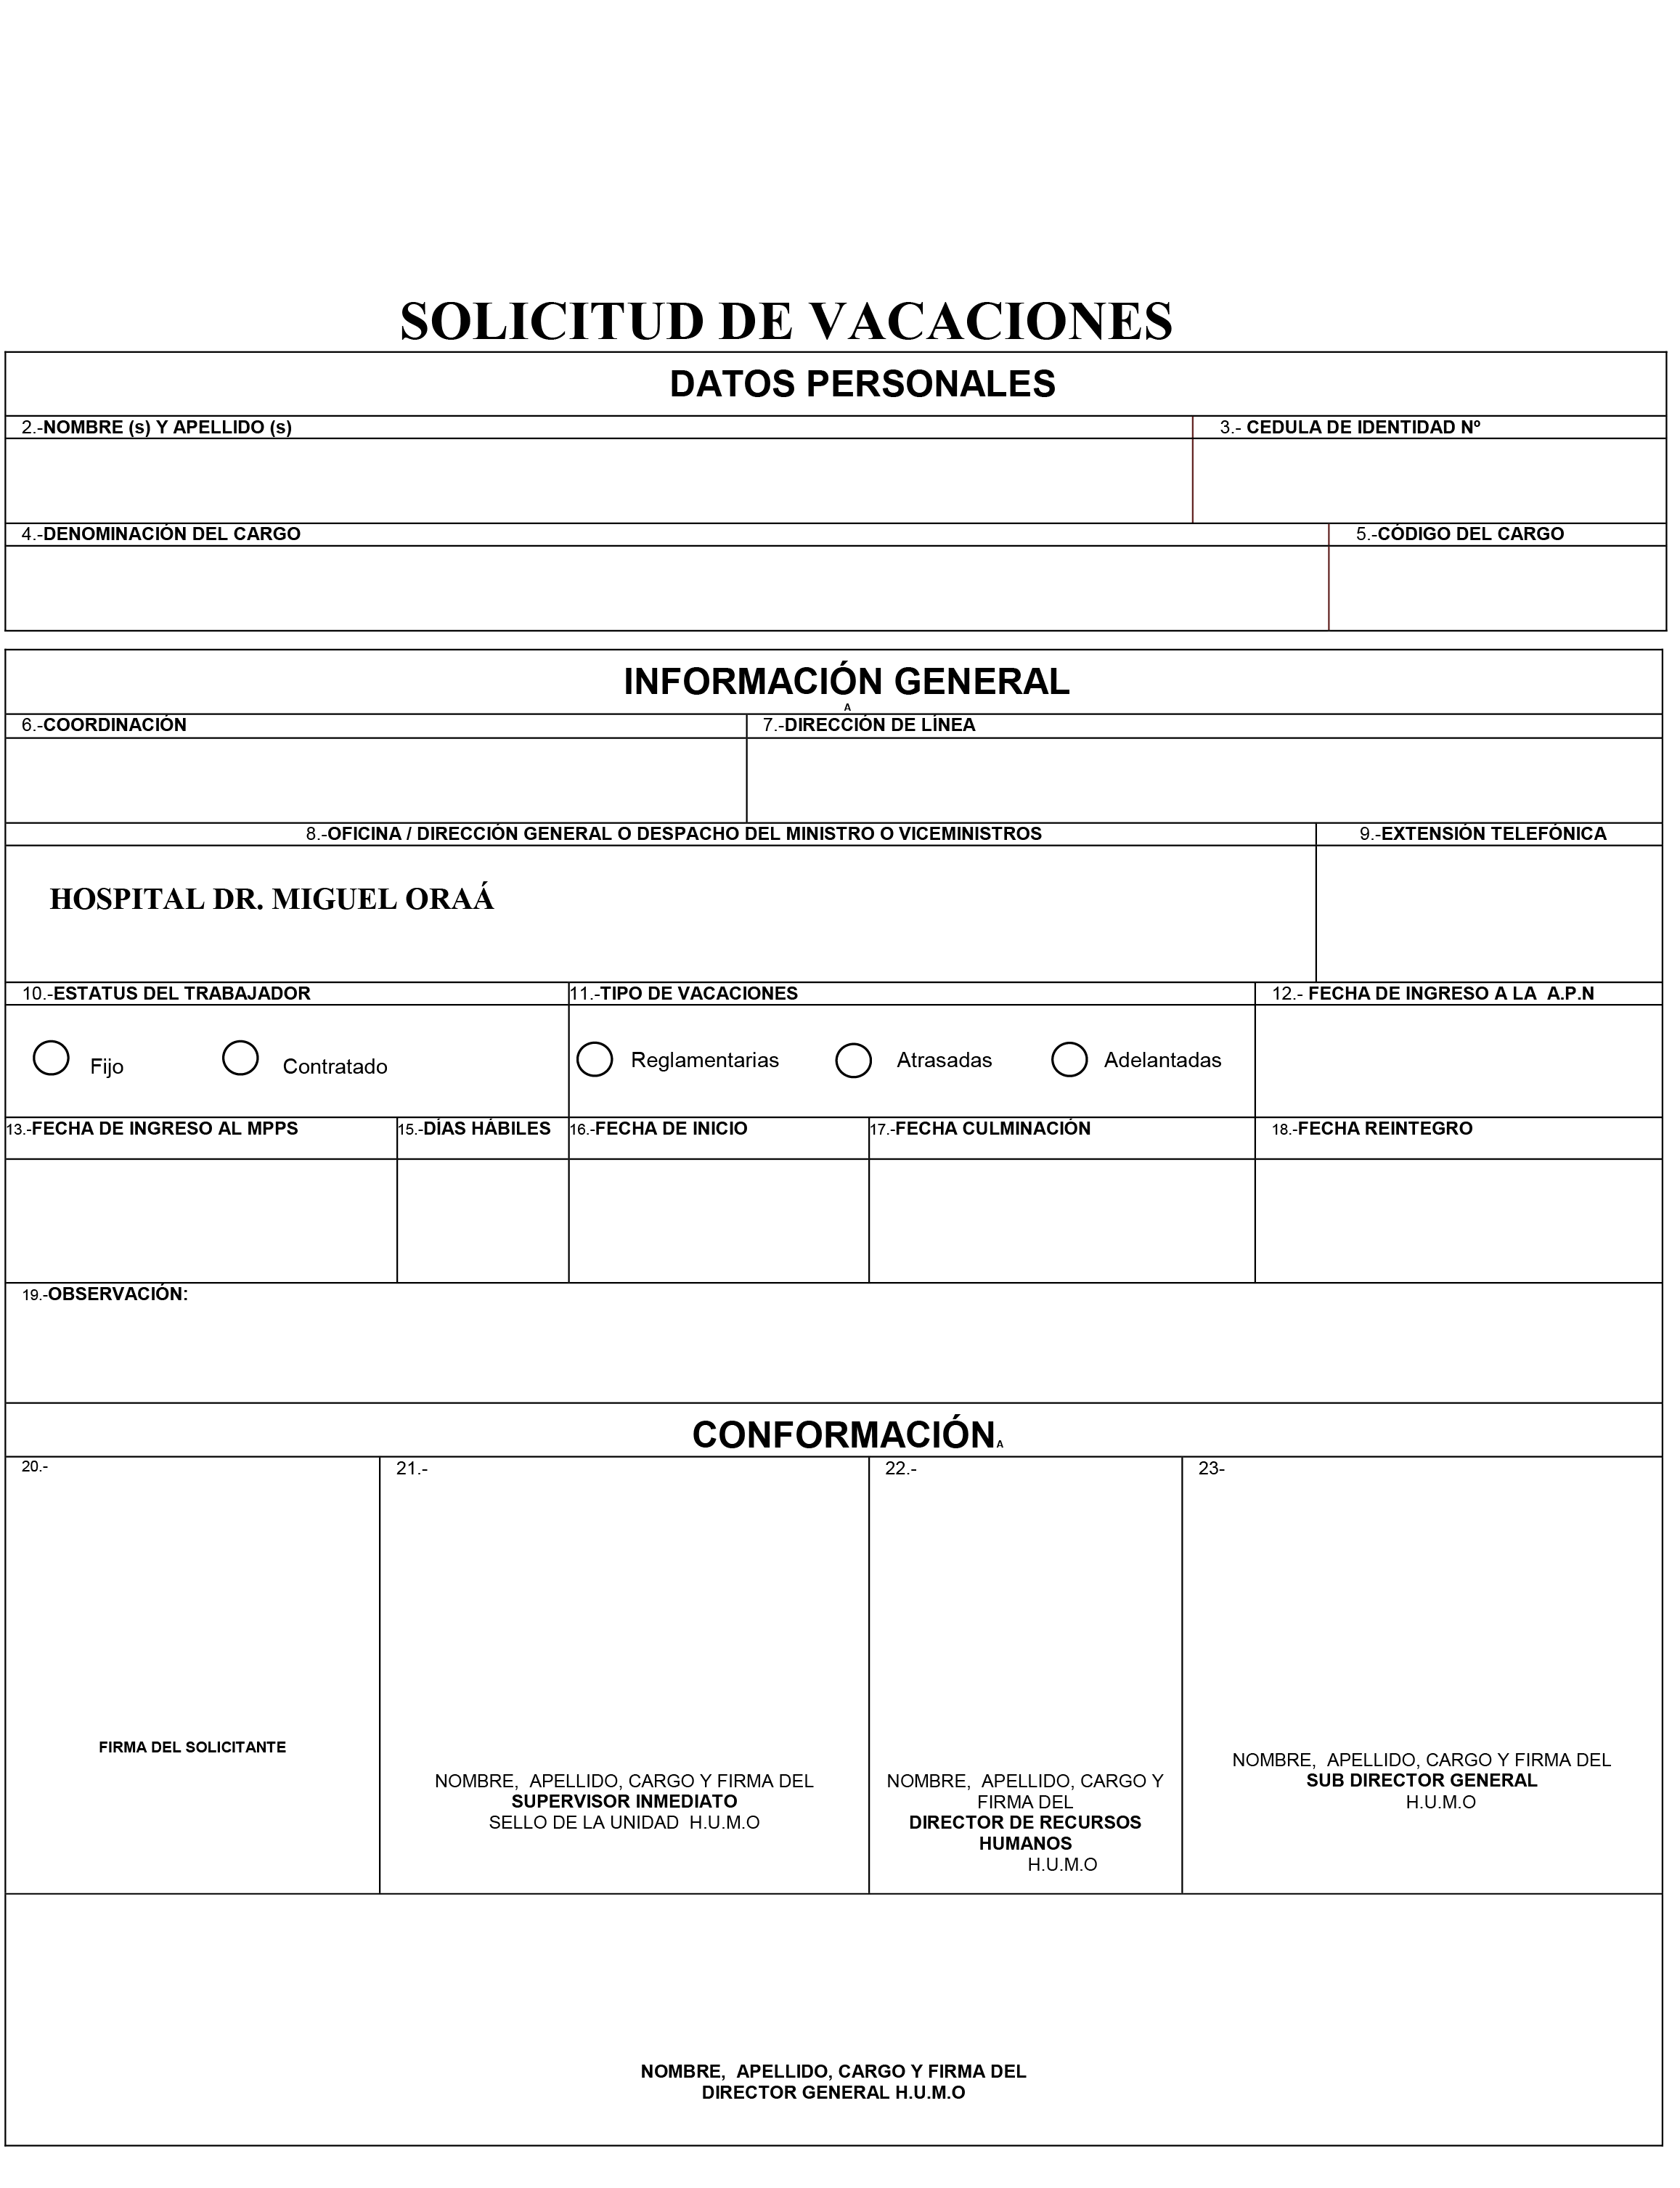 SOLICITUD DE VACACIONES
DATOS PERSONALES
2.-NOMBRE (s) Y APELLIDO (s)
3.- CEDULA DE IDENTIDAD Nº
4.-DENOMINACIÓN DEL CARGO
5.-CÓDIGO DEL CARGO
INFORMACIÓN GENERAL
A
6.-COORDINACIÓN
7.-DIRECCIÓN DE LÍNEA
8.-OFICINA / DIRECCIÓN GENERAL O DESPACHO DEL MINISTRO O VICEMINISTROS
9.-EXTENSIÓN TELEFÓNICA
HOSPITAL DR. MIGUEL ORAÁ
10.-ESTATUS DEL TRABAJADOR
11.-TIPO DE VACACIONES
12.- FECHA DE INGRESO A LA A.P.N
Fijo
Contratado
Reglamentarias
Atrasadas
Adelantadas
13.-FECHA DE INGRESO AL MPPS
15.-DÍAS HÁBILES
16.-FECHA DE INICIO
17.-FECHA CULMINACIÓN
18.-FECHA REINTEGRO
19.-OBSERVACIÓN:
CONFORMACIÓNA
20.-
21.-
22.-
23-
FIRMA DEL SOLICITANTE
NOMBRE, APELLIDO, CARGO Y FIRMA DEL
SUPERVISOR INMEDIATO
SELLO DE LA UNIDAD H.U.M.O
NOMBRE, APELLIDO, CARGO Y
FIRMA DEL
DIRECTOR DE RECURSOS
HUMANOS
H.U.M.O
NOMBRE, APELLIDO, CARGO Y FIRMA DEL
SUB DIRECTOR GENERAL
H.U.M.O
NOMBRE, APELLIDO, CARGO Y FIRMA DEL
DIRECTOR GENERAL H.U.M.O